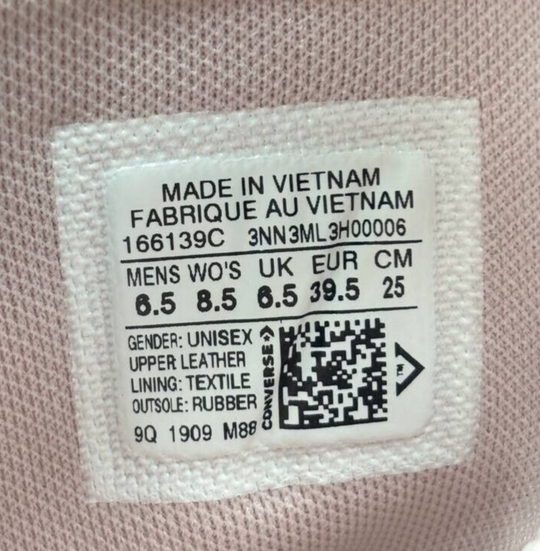 MADE IN VIETNAM
FABRIQUE AU VIETNAM
166139C 3NN3ML3H00006
MENS WO'S UK EUR CM
6.5 8.5 6.5 39.5 25
GENDER: UNISEX
UPPER: LEATHER
LINING: TEXTILE
OUTSOLE: RUBBER
9Q 1909 M88
CONVERSE
TM